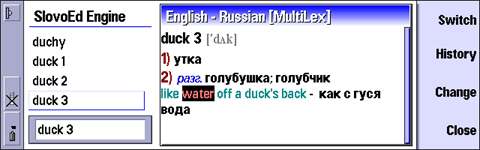 SlovoEd Engine
duchy
duck 1
duck 2
duck 3
duck 3
English - Russian [MultiLex]
duck 3 ['dʌk]
1) утка
2) разг. голубушка; голубчик
like water off a duck's back - как с гуся
вода
Switch
History
Change
Close